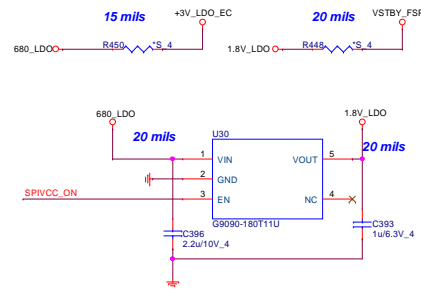 15 mils
+3V_LDO_EC
20 mils
VSTBY_FSP
680_LDO
R450
*S_4
1.8V_LDO
R448
*S_4
680_LDO
1.8V_LDO
20 mils
U30
20 mils
1
VIN
VOUT
5
2
GND
SPIVCC_ON
3
EN
NC
4
G9090-180T11U
C396
2.2u/10V_4
C393
1u/6.3V_4